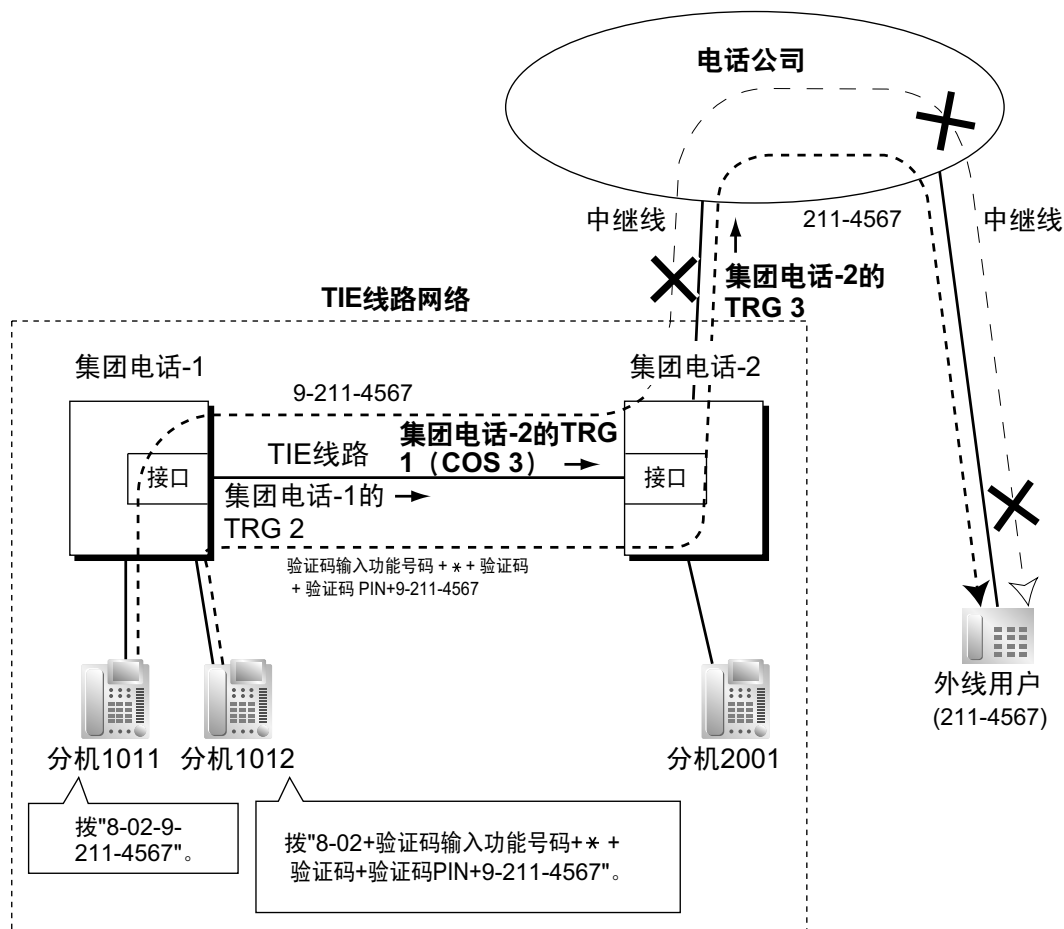 电话公司
中继线
211-4567
中继线
集团电话-2的
TRG 3
TIE线路网络
集团电话-1
集团电话-2
9-211-4567
集团电话-2的TRG
1（COS 3）
TIE线路
接口
接口
集团电话-1的
TRG 2
验证码输入功能号码 + * + 验证码
+ 验证码 PIN+9-211-4567
外线用户
(211-4567)
分机1011
分机1012
分机2001
拨"8-02-9-
211-4567"。
拨"8-02+验证码输入功能号码+* +
验证码+验证码PIN+9-211-4567"。